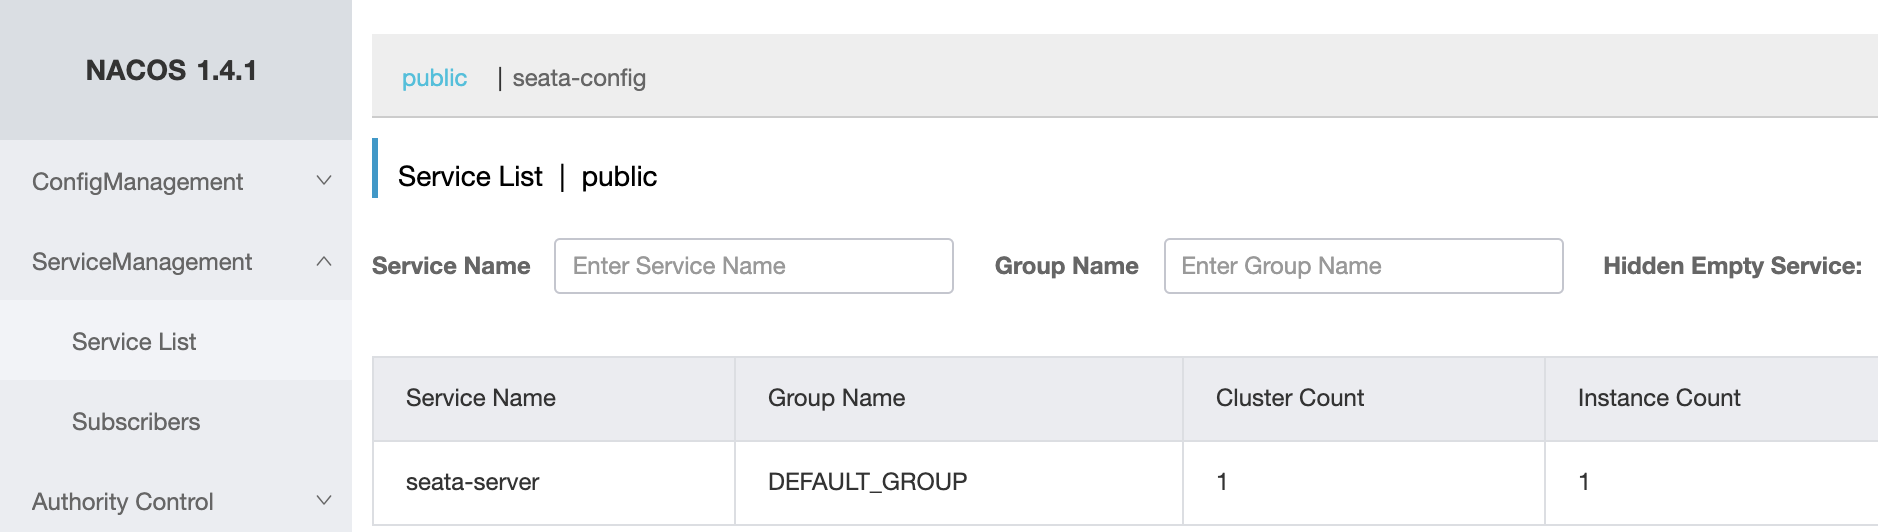 NACOS 1.4.1
ConfigManagement
ServiceManagement
Service List
Subscribers
Authority Control
public | seata-config
Service List | public
Service Name Enter Service Name Group Name Enter Group Name Hidden Empty Service:
Service Name Group Name Cluster Count Instance Count
seata-server DEFAULT_GROUP 1 1